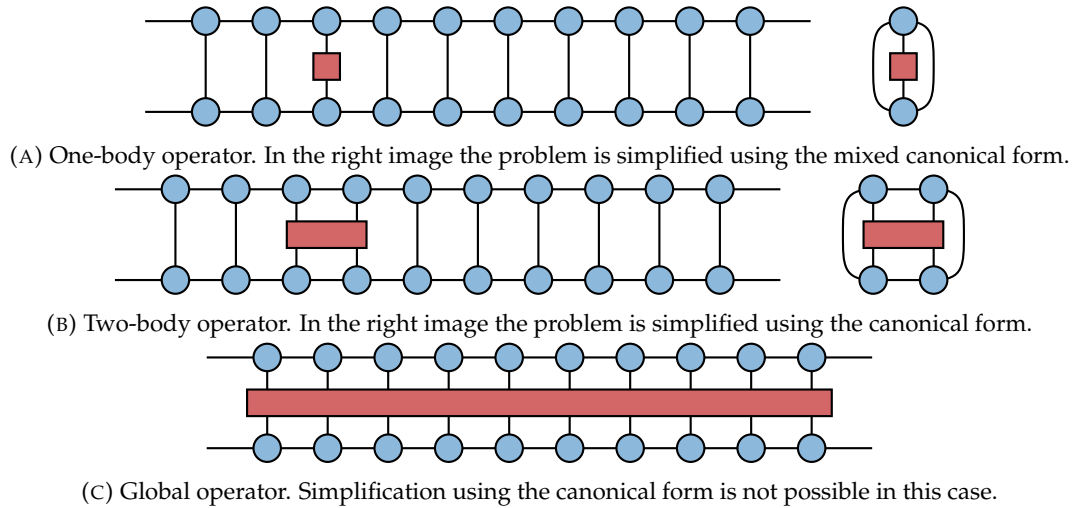 (A) One-body operator. In the right image the problem is simplified using the mixed canonical form.
(B) Two-body operator. In the right image the problem is simplified using the canonical form.
(C) Global operator. Simplification using the canonical form is not possible in this case.